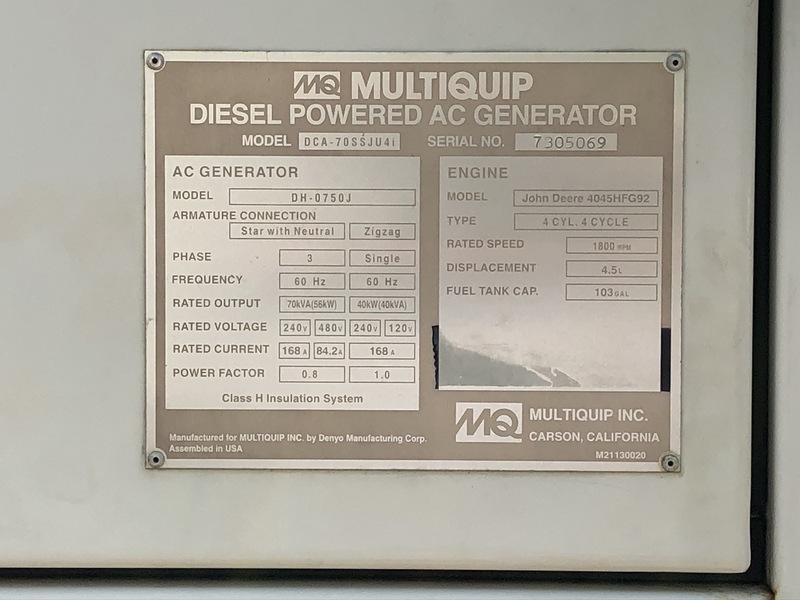 MQ MULTIQUIP
DIESEL POWERED AC GENERATOR
MODEL DCA-70SSJU4i SERIAL NO. 7305069
AC GENERATOR
MODEL DH-0750J
ARMATURE CONNECTION
Star with Neutral Zigzag
PHASE 3 Single
FREQUENCY 60 Hz 60 Hz
RATED OUTPUT 70kVA(56kW) 40kW(40kVA)
RATED VOLTAGE 240V 480V 240V 120V
RATED CURRENT 168 A 84.2A 168 A
POWER FACTOR 0.8 1.0
Class H Insulation System
ENGINE
MODEL John Deere 4045HFG92
TYPE 4 CYL. 4 CYCLE
RATED SPEED 1800 RPM
DISPLACEMENT 4.5L
FUEL TANK CAP. 103GAL
Manufactured for MULTIQUIP INC. by Denyo Manufacturing Corp.
Assembled in USA
MQ MULTIQUIP INC.
CARSON, CALIFORNIA
M21130020